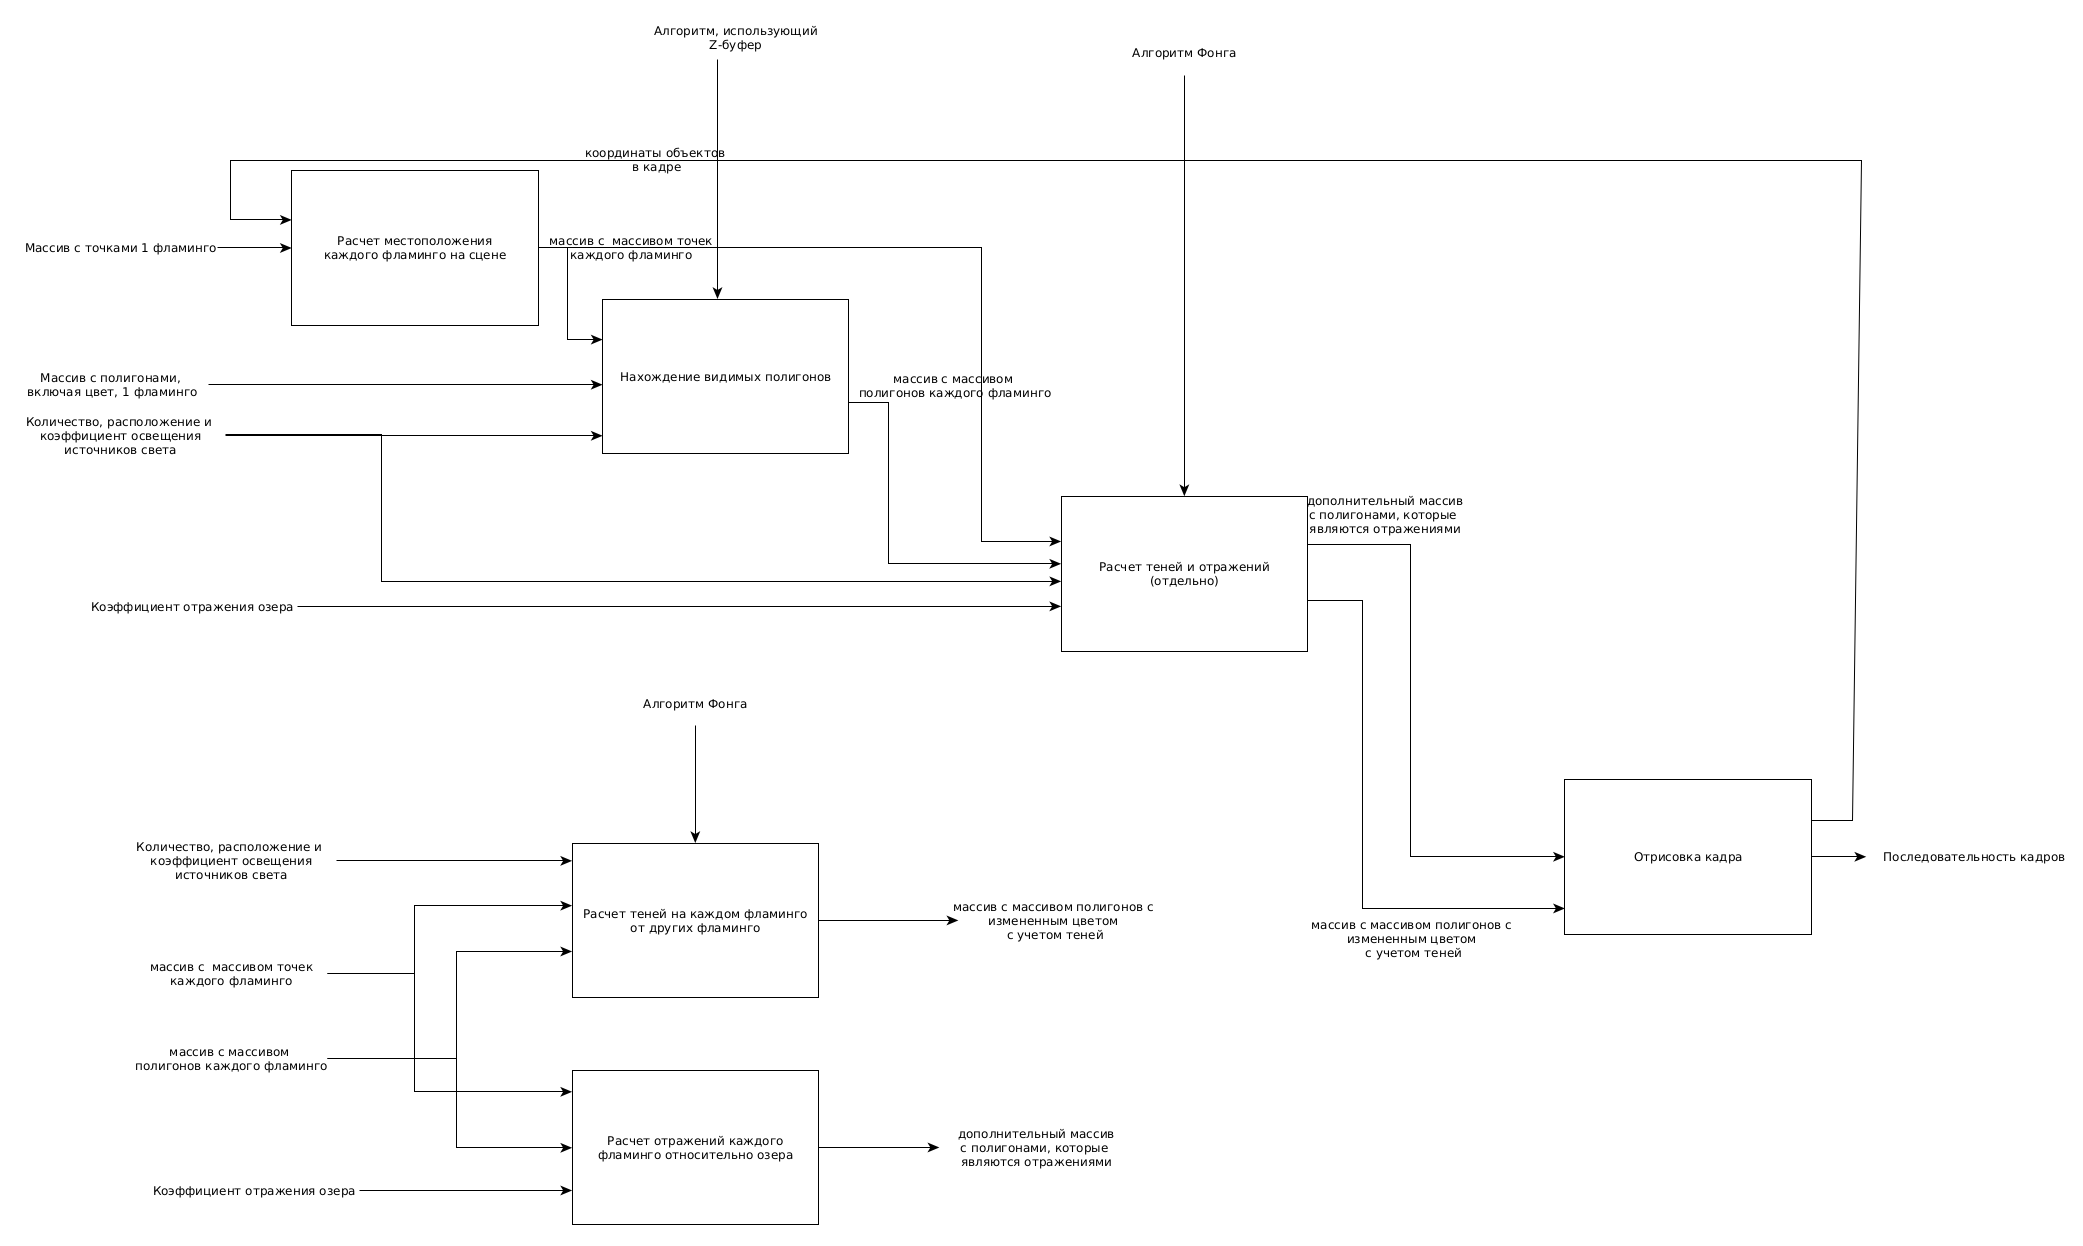 Алгоритм, использующий
Z-буфер
Алгоритм Фонга
координаты объектов
в кадре
Массив с точками 1 фламинго
Расчет местоположения
каждого фламинго на сцене
массив с  массивом точек
каждого фламинго
Массив с полигонами,
включая цвет, 1 фламинго
Нахождение видимых полигонов
массив с массивом
полигонов каждого фламинго
Количество, расположение и
коэффициент освещения
источников света
дополнительный массив
с полигонами, которые
являются отражениями
Расчет теней и отражений
(отдельно)
Коэффициент отражения озера
Алгоритм Фонга
Отрисовка кадра
Последовательность кадров
массив с массивом полигонов с
измененным цветом
с учетом теней
Количество, расположение и
коэффициент освещения
источников света
Расчет теней на каждом фламинго
от других фламинго
массив с массивом полигонов с
измененным цветом
с учетом теней
массив с  массивом точек
каждого фламинго
массив с массивом
полигонов каждого фламинго
Расчет отражений каждого
фламинго относительно озера
дополнительный массив
с полигонами, которые
являются отражениями
Коэффициент отражения озера